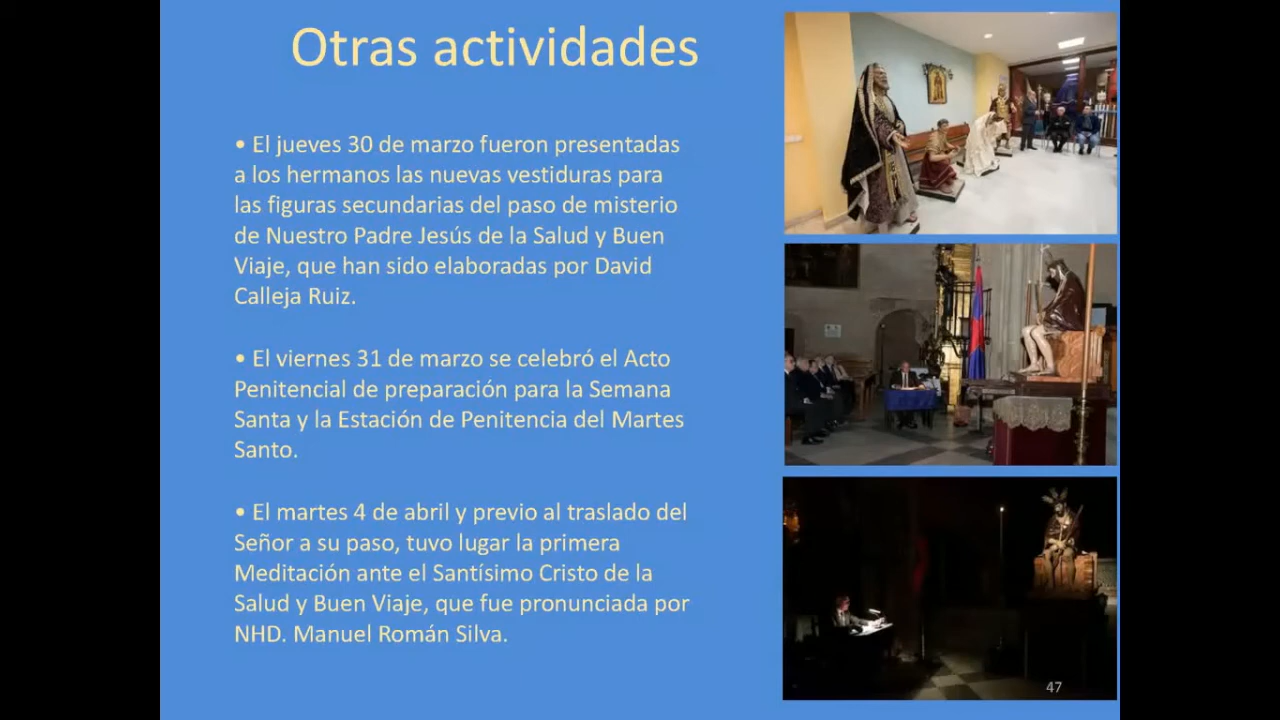 Otras actividades
• El jueves 30 de marzo fueron presentadas
a los hermanos las nuevas vestiduras para
las figuras secundarias del paso de misterio
de Nuestro Padre Jesús de la Salud y Buen
Viaje, que han sido elaboradas por David
Calleja Ruiz.
• El viernes 31 de marzo se celebró el Acto
Penitencial de preparación para la Semana
Santa y la Estación de Penitencia del Martes
Santo.
• El martes 4 de abril y previo al traslado del
Señor a su paso, tuvo lugar la primera
Meditación ante el Santísimo Cristo de la
Salud y Buen Viaje, que fue pronunciada por
NHD. Manuel Román Silva.
47